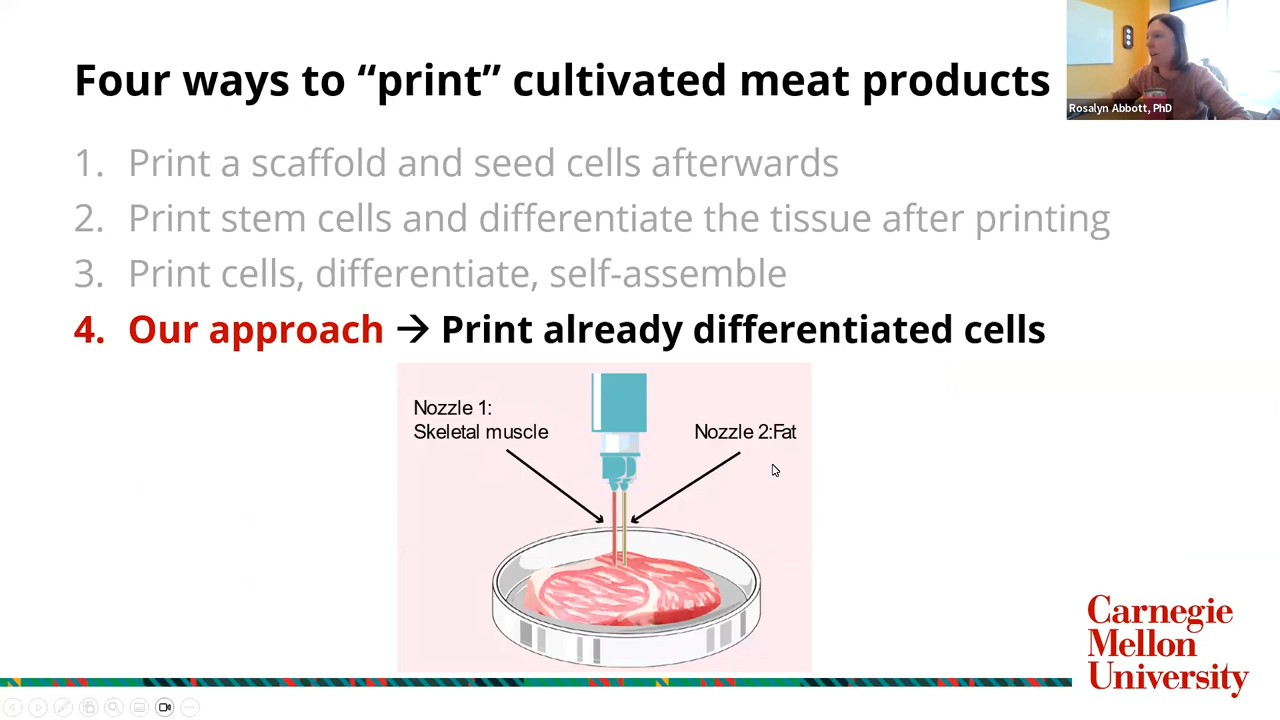 Four ways to “print” cultivated meat products
Rosalyn Abbott, PhD
1. Print a scaffold and seed cells afterwards
2. Print stem cells and differentiate the tissue after printing
3. Print cells, differentiate, self-assemble
4. Our approach → Print already differentiated cells
Nozzle 1:
Skeletal muscle
Nozzle 2:Fat
Carnegie
Mellon
University